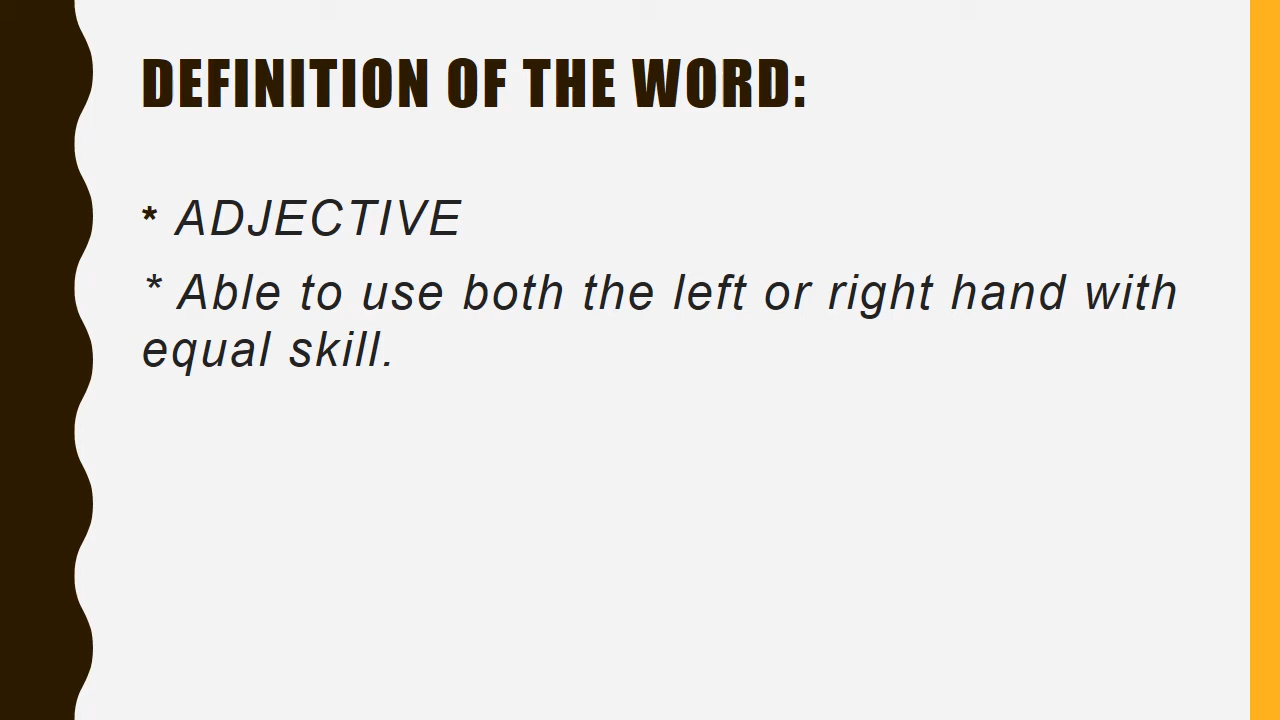 DEFINITION OF THE WORD:
* ADJECTIVE
* Able to use both the left or right hand with
equal skill.